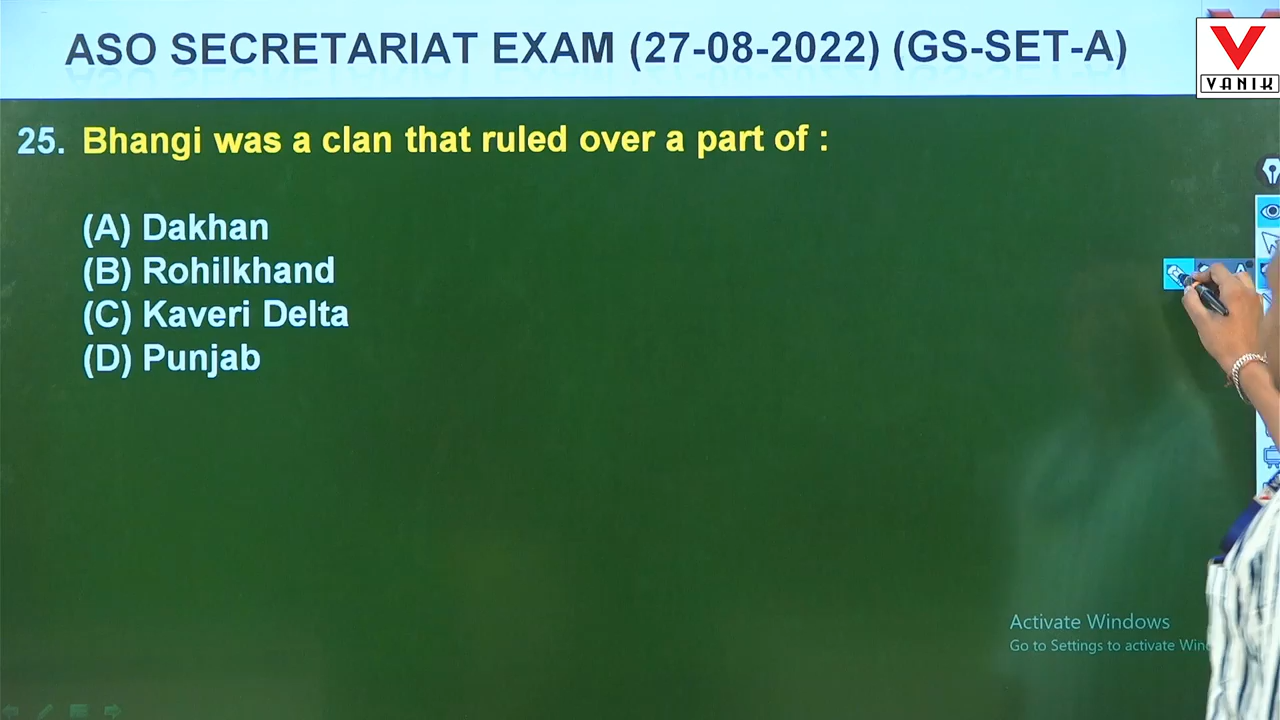 ASO SECRETARIAT EXAM (27-08-2022) (GS-SET-A)
VANIK
25. Bhangi was a clan that ruled over a part of :
(A) Dakhan
(B) Rohilkhand
(C) Kaveri Delta
(D) Punjab
Activate Windows
Go to Settings to activate